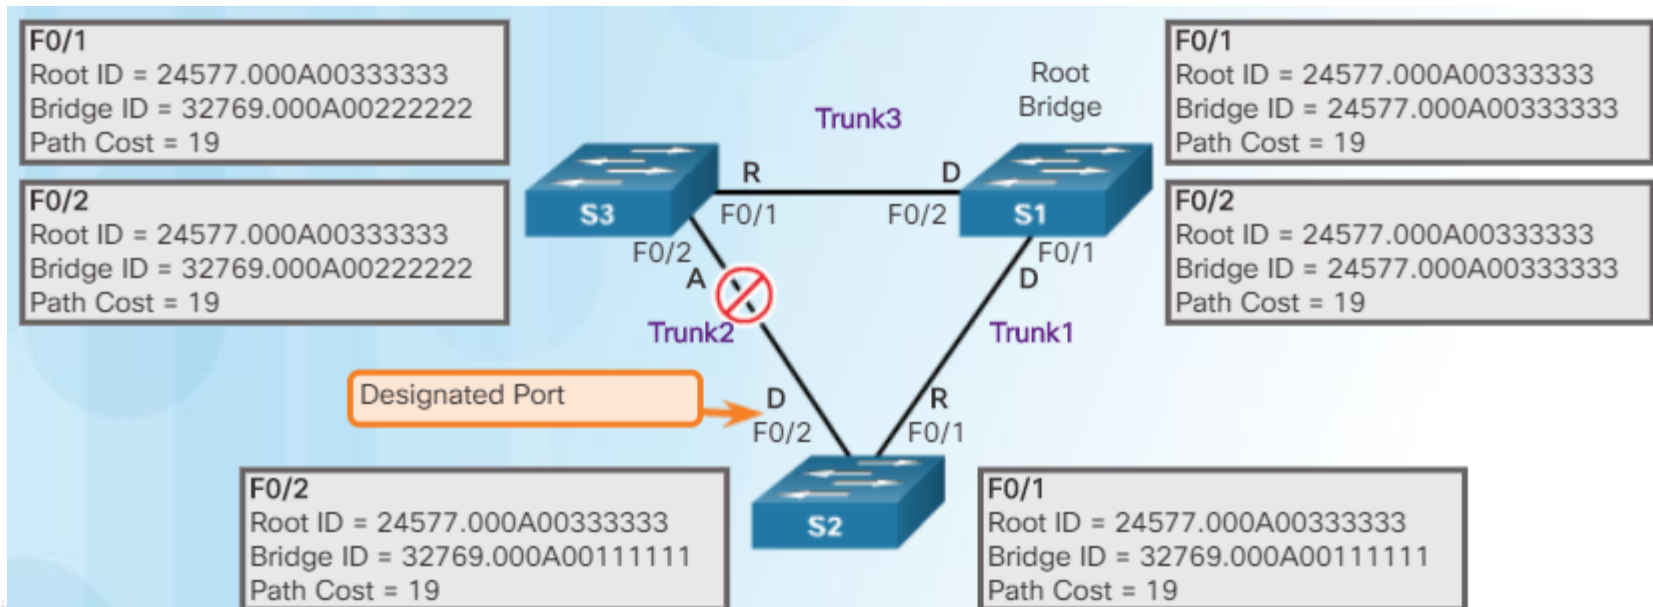 F0/1
Root ID = 24577.000A00333333
Bridge ID = 32769.000A00222222
Path Cost = 19
F0/2
Root ID = 24577.000A00333333
Bridge ID = 32769.000A00222222
Path Cost = 19
Root
Bridge
Trunk3
F0/1
Root ID = 24577.000A00333333
Bridge ID = 24577.000A00333333
Path Cost = 19
F0/2
Root ID = 24577.000A00333333
Bridge ID = 24577.000A00333333
Path Cost = 19
R
D
S3
F0/1
F0/2
S1
F0/2
F0/1
A
D
Trunk2
Trunk1
Designated Port
D
R
F0/2
F0/1
S2
F0/2
Root ID = 24577.000A00333333
Bridge ID = 32769.000A00111111
Path Cost = 19
F0/1
Root ID = 24577.000A00333333
Bridge ID = 32769.000A00111111
Path Cost = 19